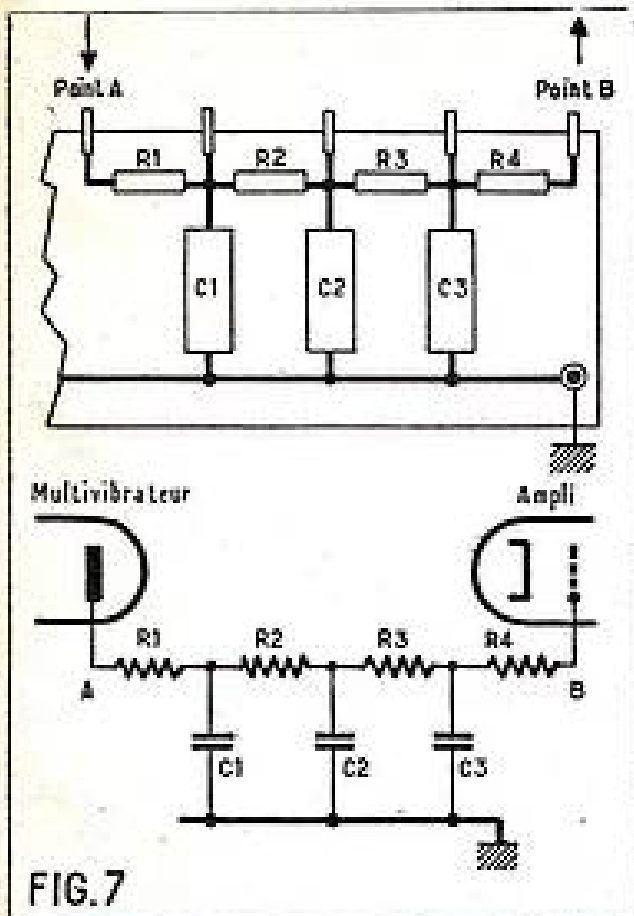 Point A Point B
R1 R2 R3 R4
C1 C2 C3
Multivibrateur Ampli
R1 R2 R3 R4
A B
C1 C2 C3
FIG.7